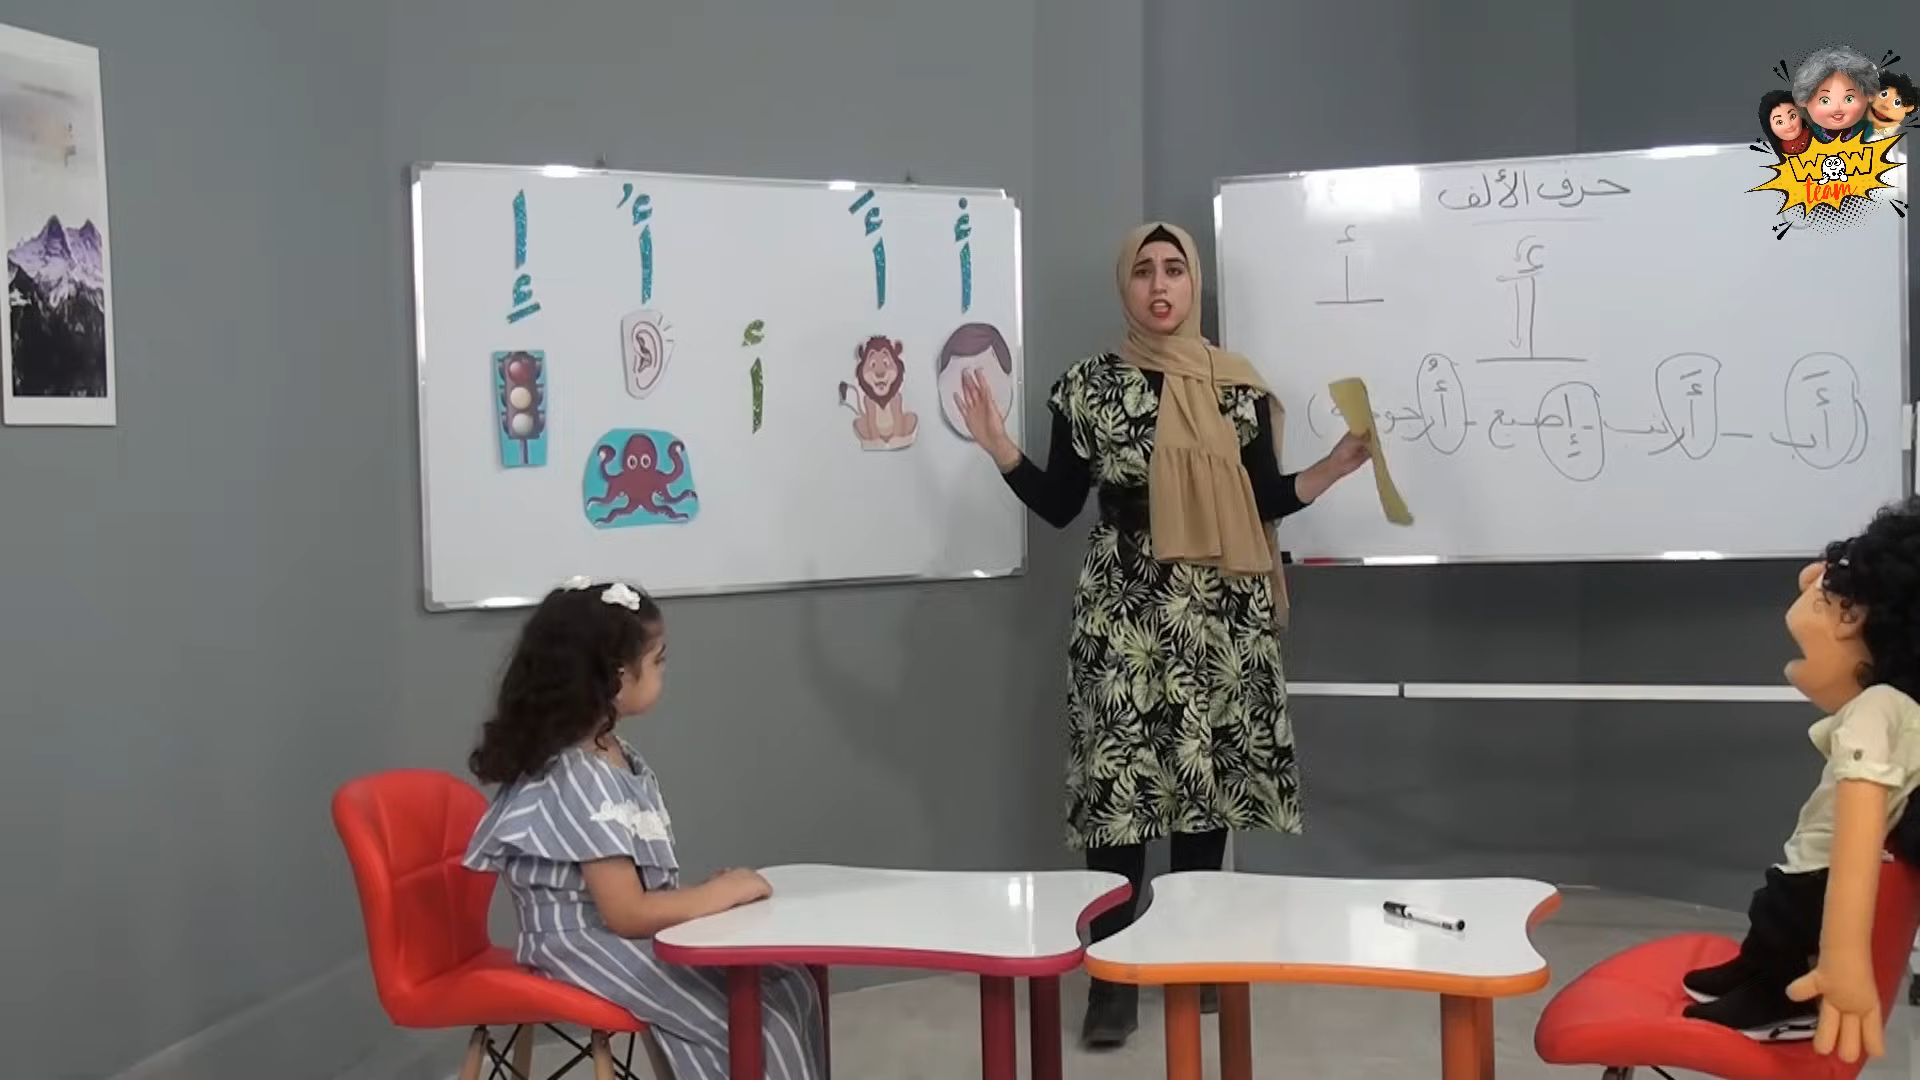 حرف الألف
أ
أ
(أَب - أَرنب - إِصبع - أُرجوحة)
إِ أُ أَ أْ
أ
WOW
team